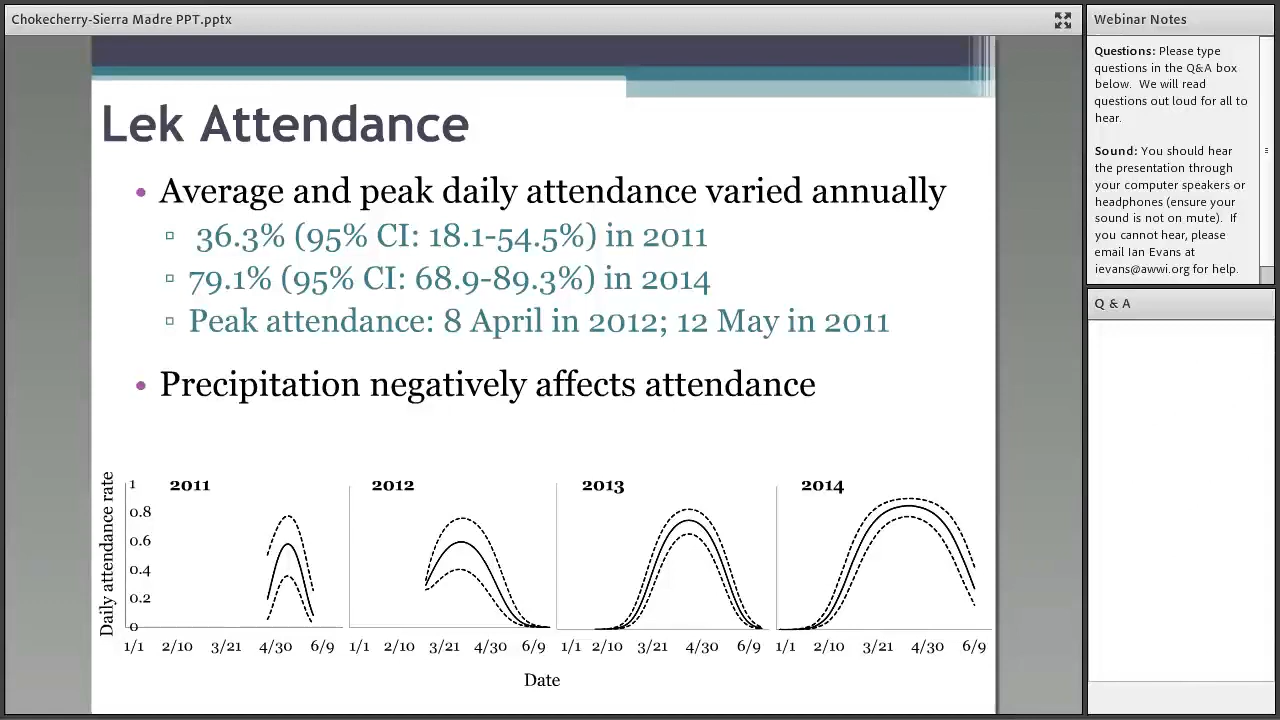 Chokecherry-Sierra Madre PPT.pptx
Lek Attendance
• Average and peak daily attendance varied annually
▫ 36.3% (95% CI: 18.1-54.5%) in 2011
▫ 79.1% (95% CI: 68.9-89.3%) in 2014
▫ Peak attendance: 8 April in 2012; 12 May in 2011
• Precipitation negatively affects attendance
Daily attendance rate
1
0.8
0.6
0.4
0.2
0
2011 2012 2013 2014
1/1 2/10 3/21 4/30 6/9 1/1 2/10 3/21 4/30 6/9 1/1 2/10 3/21 4/30 6/9 1/1 2/10 3/21 4/30 6/9
Date
Webinar Notes
Questions: Please type
questions in the Q&A box
below. We will read
questions out loud for all to
hear.
Sound: You should hear
the presentation through
your computer speakers or
headphones (ensure your
sound is not on mute). If
you cannot hear, please
email Ian Evans at
ievans@awwi.org for help.
Q & A